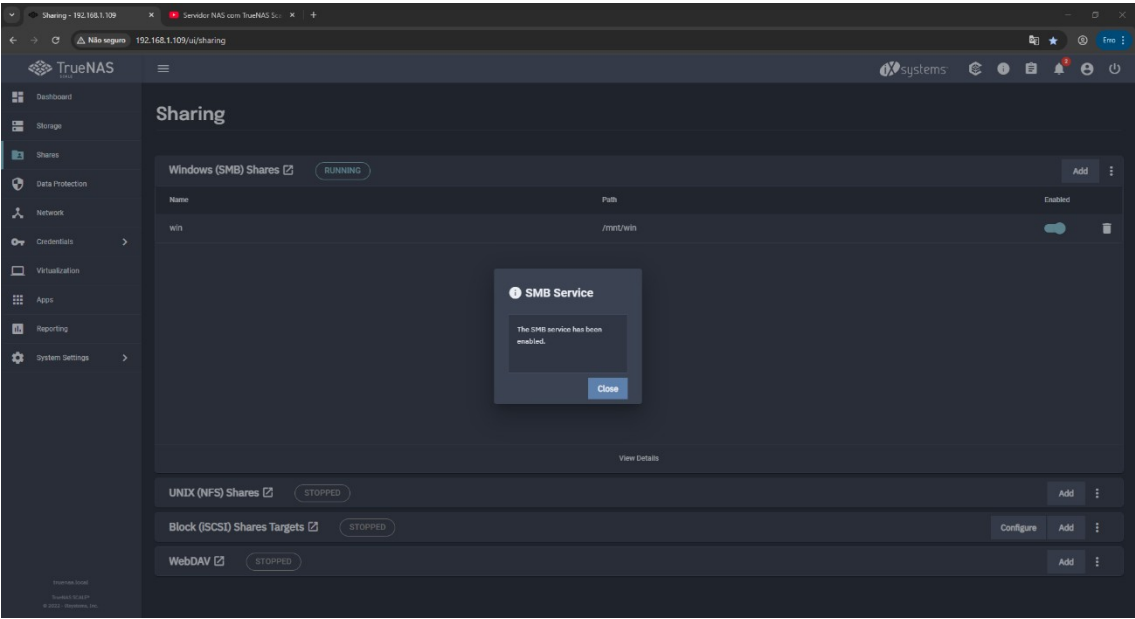 Sharing - 192.168.1.109
Servidor NAS com TrueNAS Sca
Não seguro 192.168.1.109/ui/sharing
Erro
TrueNAS
SCALE
systems
Dashboard
Storage
Shares
Data Protection
Network
Credentials
Virtualization
Apps
Reporting
System Settings
Sharing
Windows (SMB) Shares RUNNING Add
Name Path Enabled
win /mnt/win
SMB Service
The SMB service has been
enabled.
Close
View Details
UNIX (NFS) Shares STOPPED Add
Block (iSCSI) Shares Targets STOPPED Configure Add
WebDAV STOPPED Add